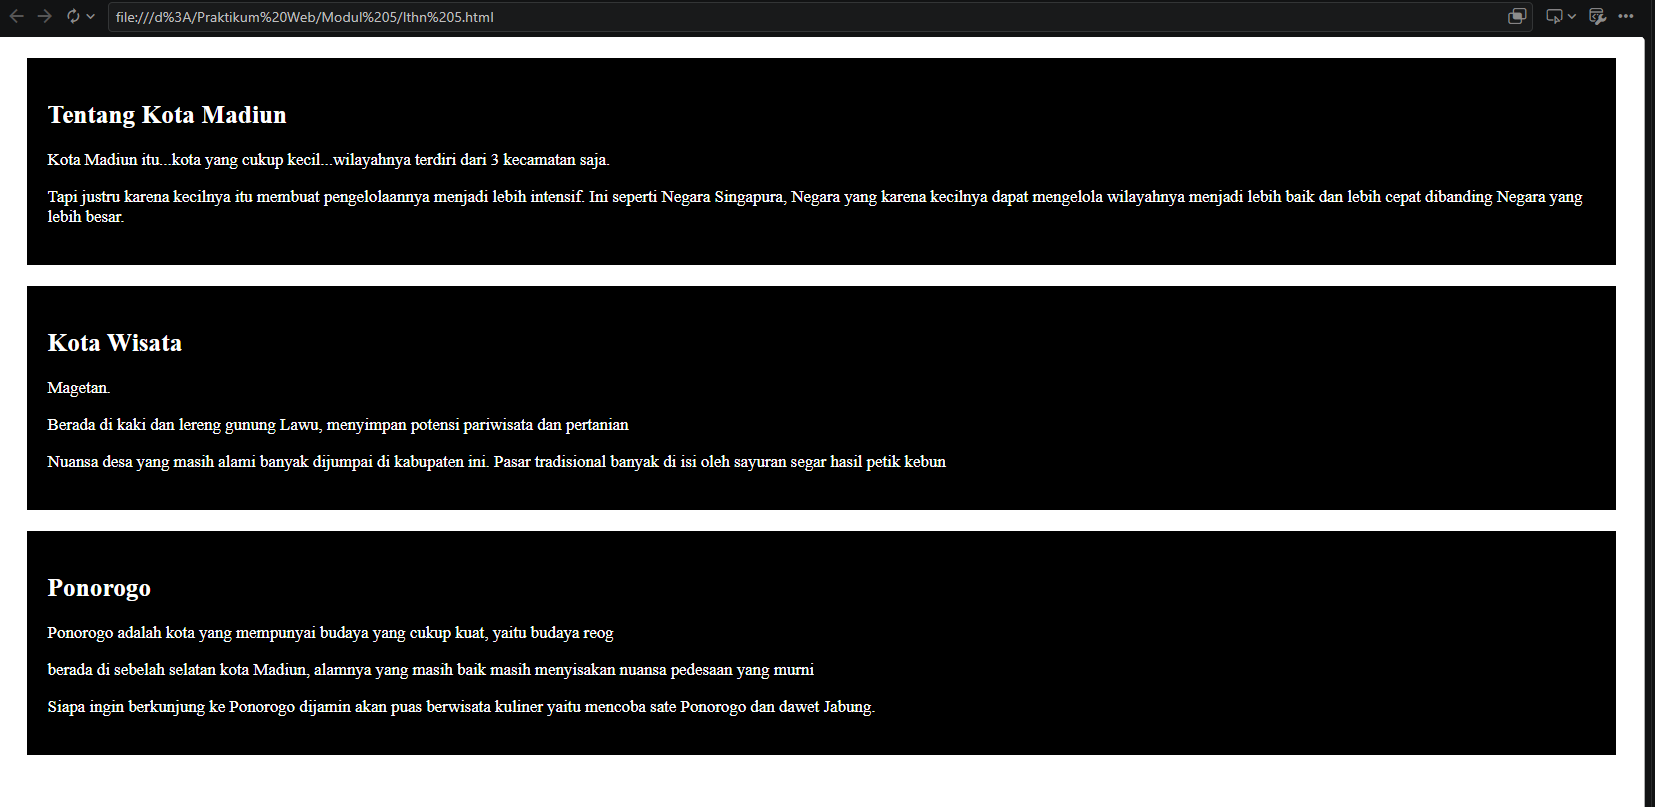 file:///d%3A/Praktikum%20Web/Modul%205/lthn%205.html
Tentang Kota Madiun
Kota Madiun itu...kota yang cukup kecil...wilayahnya terdiri dari 3 kecamatan saja.
Tapi justru karena kecilnya itu membuat pengelolaannya menjadi lebih intensif. Ini seperti Negara Singapura, Negara yang karena kecilnya dapat mengelola wilayahnya menjadi lebih baik dan lebih cepat dibanding Negara yang
lebih besar.
Kota Wisata
Magetan.
Berada di kaki dan lereng gunung Lawu, menyimpan potensi pariwisata dan pertanian
Nuansa desa yang masih alami banyak dijumpai di kabupaten ini. Pasar tradisional banyak di isi oleh sayuran segar hasil petik kebun
Ponorogo
Ponorogo adalah kota yang mempunyai budaya yang cukup kuat, yaitu budaya reog
berada di sebelah selatan kota Madiun, alamnya yang masih baik masih menyisakan nuansa pedesaan yang murni
Siapa ingin berkunjung ke Ponorogo dijamin akan puas berwisata kuliner yaitu mencoba sate Ponorogo dan dawet Jabung.